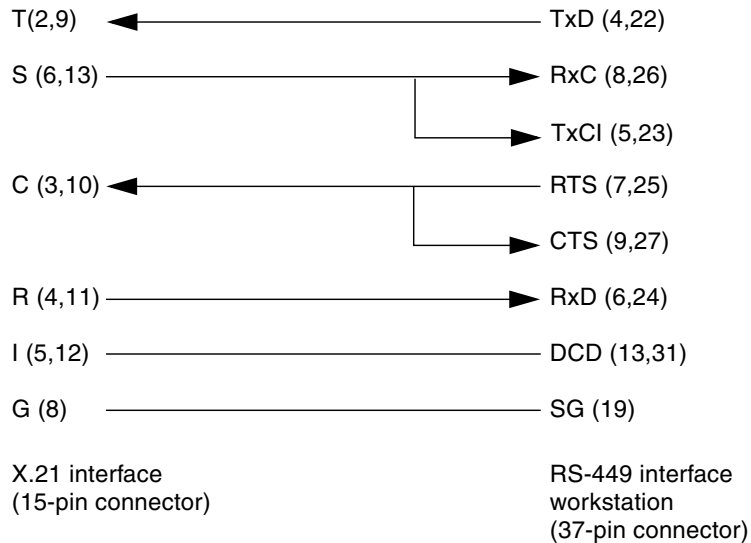 T(2,9) TxD (4,22)
S (6,13) RxC (8,26)
TxCI (5,23)
C (3,10) RTS (7,25)
CTS (9,27)
R (4,11) RxD (6,24)
I (5,12) DCD (13,31)
G (8) SG (19)
X.21 interface
(15-pin connector)
RS-449 interface
workstation
(37-pin connector)